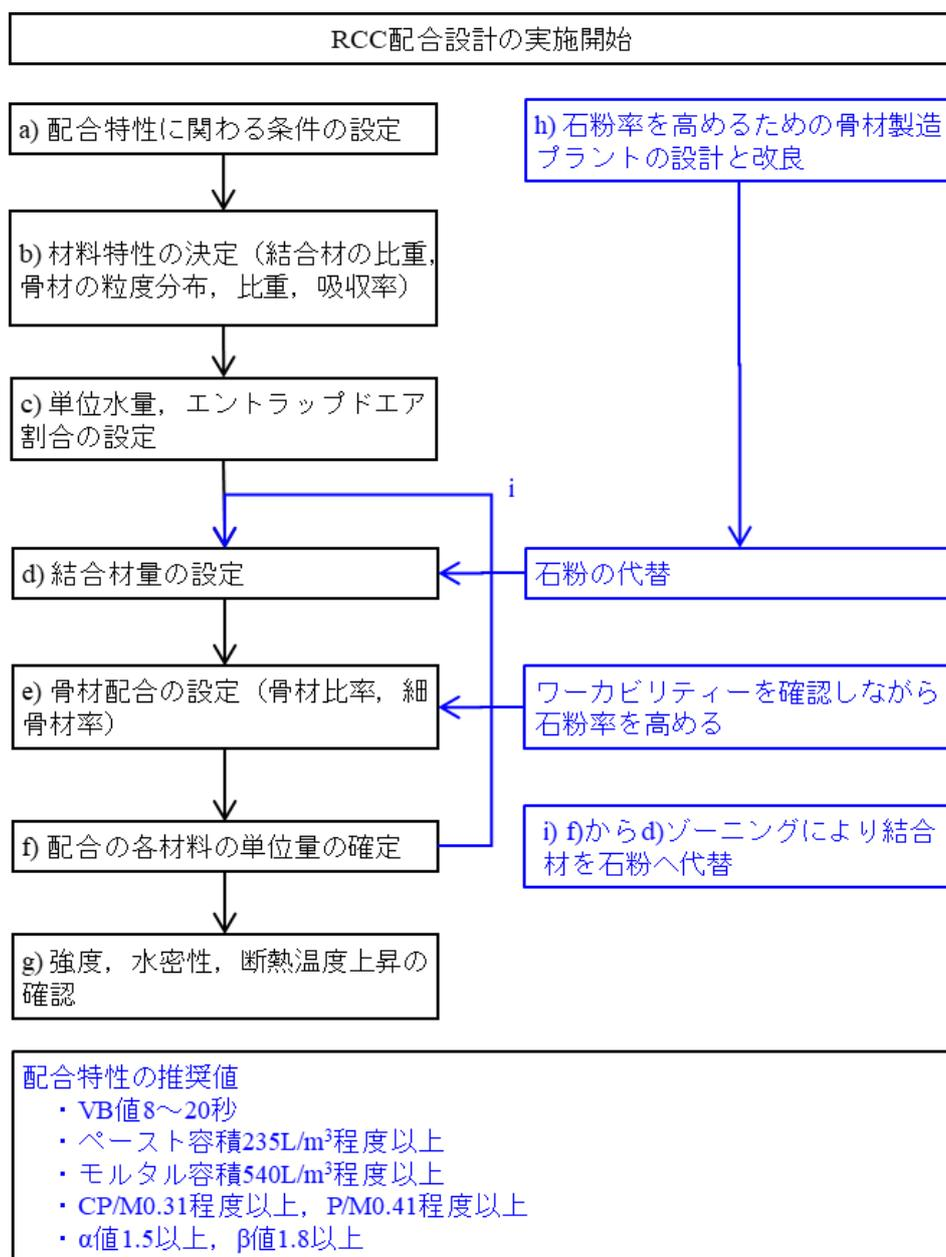 RCC配合設計の実施開始
a) 配合特性に関わる条件の設定
h) 石粉率を高めるための骨材製造
プラントの設計と改良
b) 材料特性の決定（結合材の比重,
骨材の粒度分布，比重，吸収率）
c) 単位水量，エントラップドエア
割合の設定
i
d) 結合材量の設定
石粉の代替
e) 骨材配合の設定（骨材比率，細
骨材率）
ワーカビリティーを確認しながら
石粉率を高める
f) 配合の各材料の単位量の確定
i) f)からd)ゾーニングにより結合
材を石粉へ代替
g) 強度，水密性，断熱温度上昇の
確認
配合特性の推奨値
・VB値8～20秒
・ペースト容積235L/m³程度以上
・モルタル容積540L/m³程度以上
・CP/M0.31程度以上，P/M0.41程度以上
・α値1.5以上，β値1.8以上